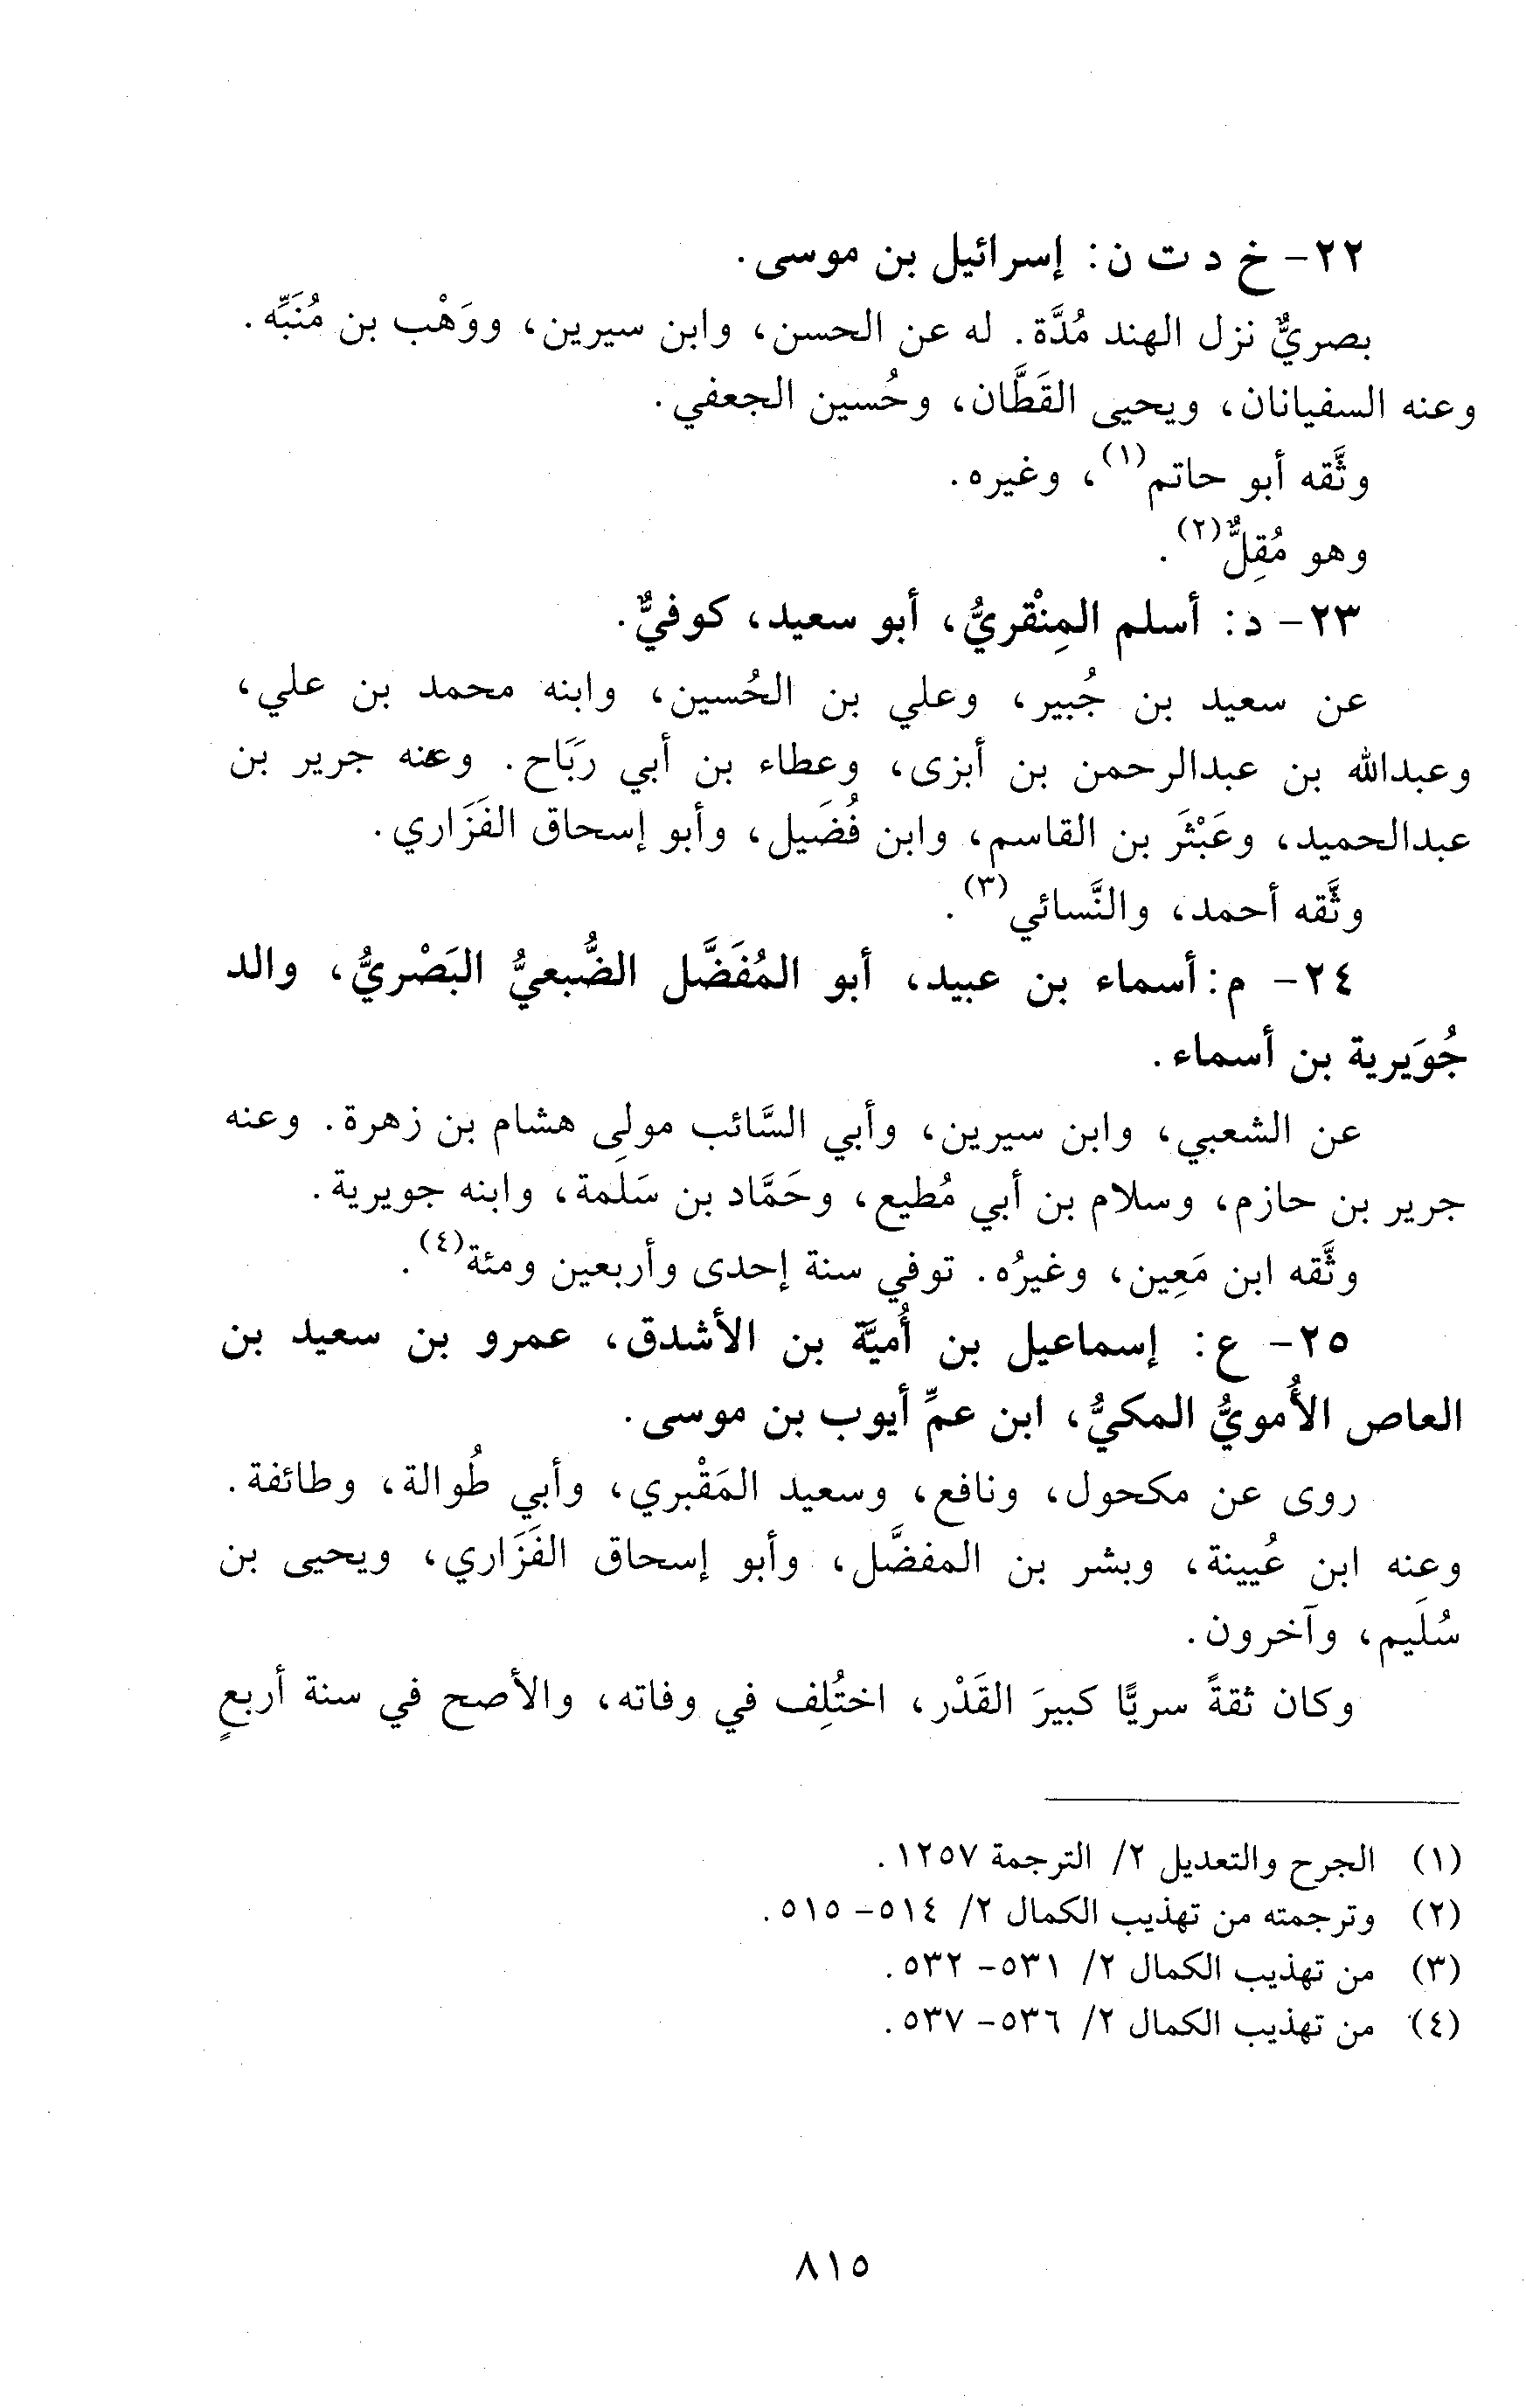 ٢٢- خ د ت ن: إسرائيل بن موسى.
بصريٌّ نزل الهند مُدَّة. له عن الحسن، وابن سيرين، ووَهْب بن مُنَبِّه.
وعنه السفيانان، ويحيى القَطَّان، وحُسين الجعفي.
وثَّقه أبو حاتم(١)، وغيره.
وهو مُقِلٌّ(٢).
٢٣- د: أسلم المِنْقريُّ، أبو سعيد، كوفيٌّ.
عن سعيد بن جُبير، وعلي بن الحُسين، وابنه محمد بن علي،
وعبدالله بن عبدالرحمن بن أبزى، وعطاء بن أبي رَبَاح. وعنه جرير بن
عبدالحميد، وعَبْثَر بن القاسم، وابن فُضَيل، وأبو إسحاق الفَزَاري.
وثَّقه أحمد، والنَّسائي(٣).
٢٤- م: أسماء بن عبيد، أبو المُفَضَّل الضُّبعيُّ البَصْريُّ، والد
جُوَيرية بن أسماء.
عن الشعبي، وابن سيرين، وأبي السَّائب مولى هشام بن زهرة. وعنه
جرير بن حازم، وسلام بن أبي مُطيع، وحَمَّاد بن سَلَمة، وابنه جويرية.
وثَّقه ابن مَعِين، وغيرُه. توفي سنة إحدى وأربعين ومئة(٤).
٢٥- ع: إسماعيل بن أُميَّة بن الأشدق، عمرو بن سعيد بن
العاص الأُمويُّ المكيُّ، ابن عمِّ أيوب بن موسى.
روى عن مكحول، ونافع، وسعيد المَقْبري، وأبي طُوالة، وطائفة.
وعنه ابن عُيينة، وبشر بن المفضَّل، وأبو إسحاق الفَزَاري، ويحيى بن
سُلَيم، وآخرون.
وكان ثقةً سريًّا كبيرَ القَدْر، اختُلِف في وفاته، والأصح في سنة أربعٍ
(١) الجرح والتعديل ٢/ الترجمة ١٢٥٧.
(٢) وترجمته من تهذيب الكمال ٢/ ٥١٤- ٥١٥.
(٣) من تهذيب الكمال ٢/ ٥٣١- ٥٣٢.
(٤) من تهذيب الكمال ٢/ ٥٣٦- ٥٣٧.
٨١٥